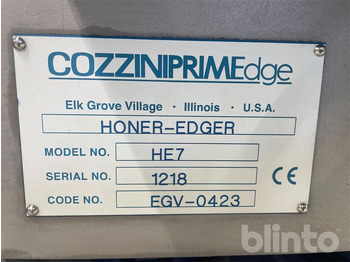 COZZINIPRIMEdge
Elk Grove Village · Illinois · U.S.A.
HONER-EDGER
MODEL NO. HE7
SERIAL NO. 1218
CE
CODE NO. EGV-0423
blinto